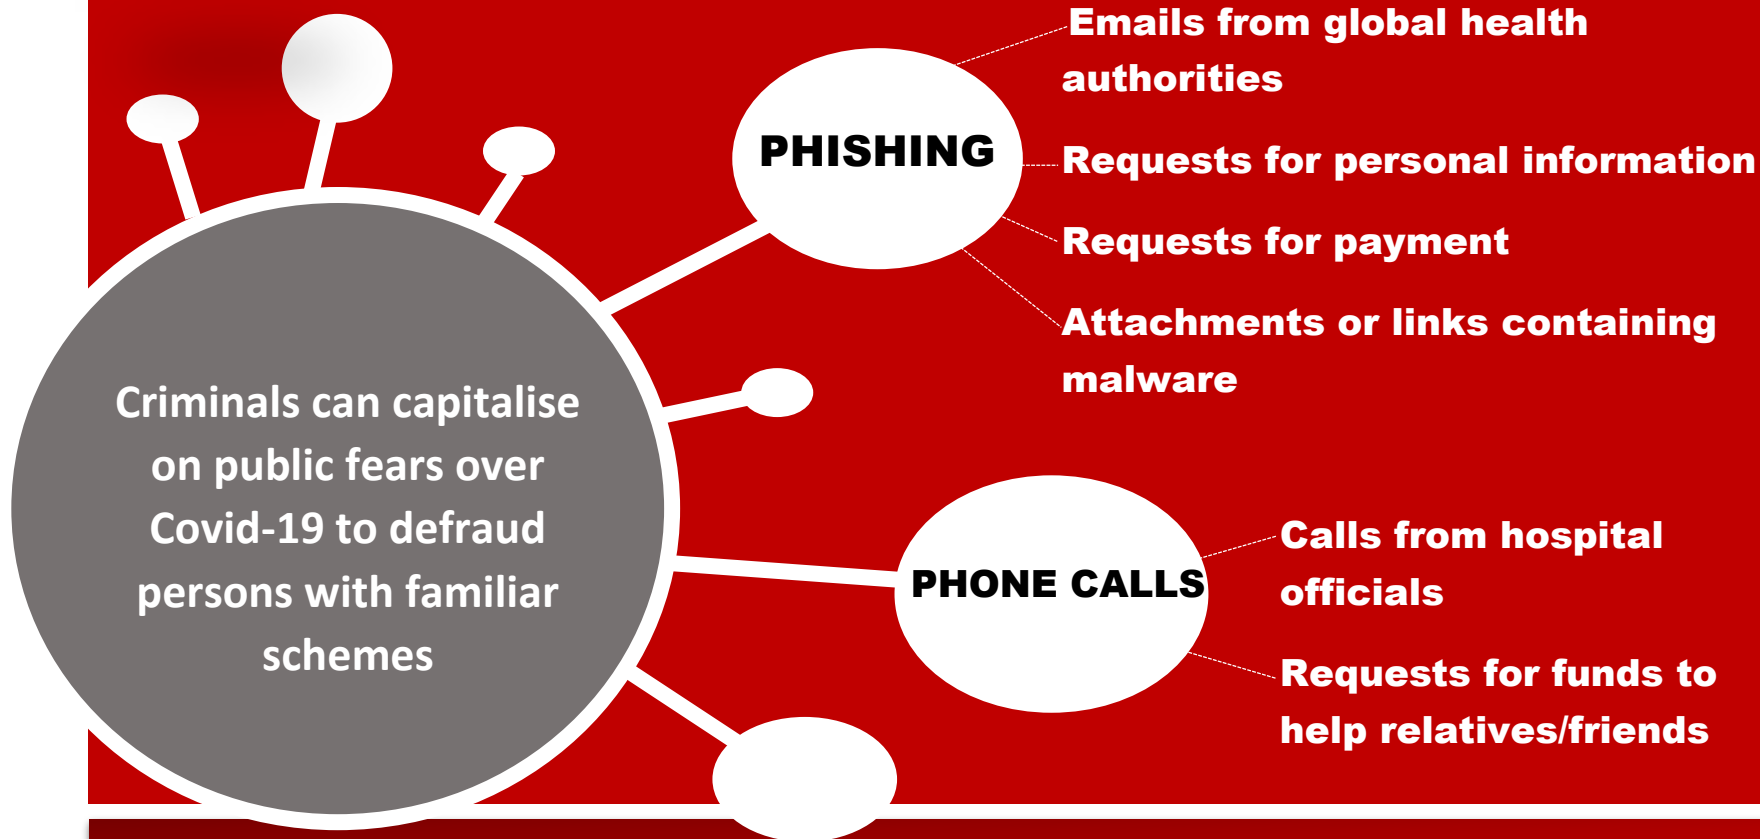 Criminals can capitalise
on public fears over
Covid-19 to defraud
persons with familiar
schemes
PHISHING
Emails from global health
authorities
Requests for personal information
Requests for payment
Attachments or links containing
malware
PHONE CALLS
Calls from hospital
officials
Requests for funds to
help relatives/friends